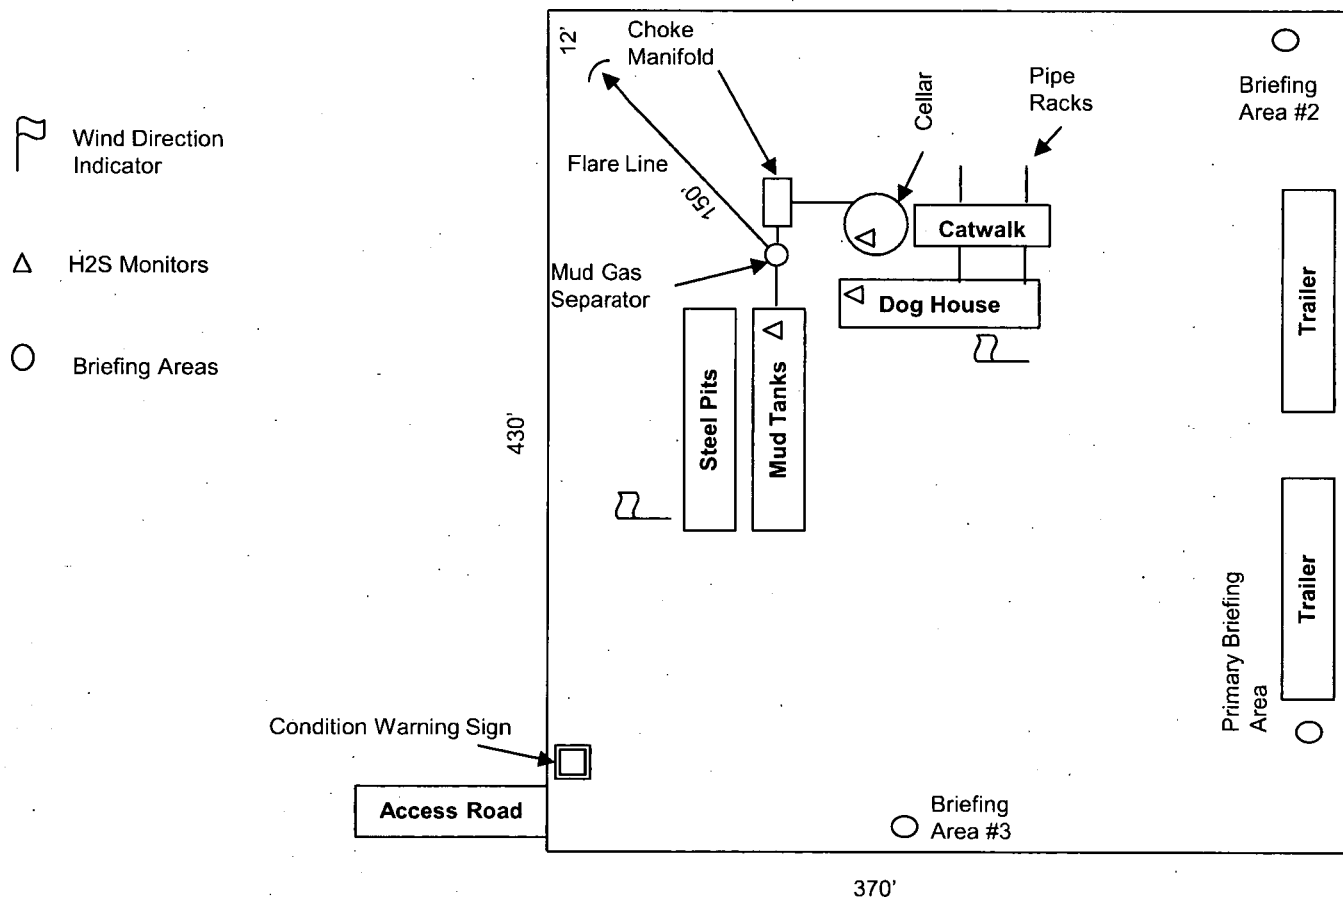 Wind Direction
Indicator
H2S Monitors
Briefing Areas
12'
Choke
Manifold
Cellar
Pipe
Racks
Briefing
Area #2
Flare Line
150'
Catwalk
Mud Gas
Separator
Dog House
Trailer
Steel Pits
Mud Tanks
430'
Trailer
Primary Briefing
Area
Condition Warning Sign
Access Road
Briefing
Area #3
370'